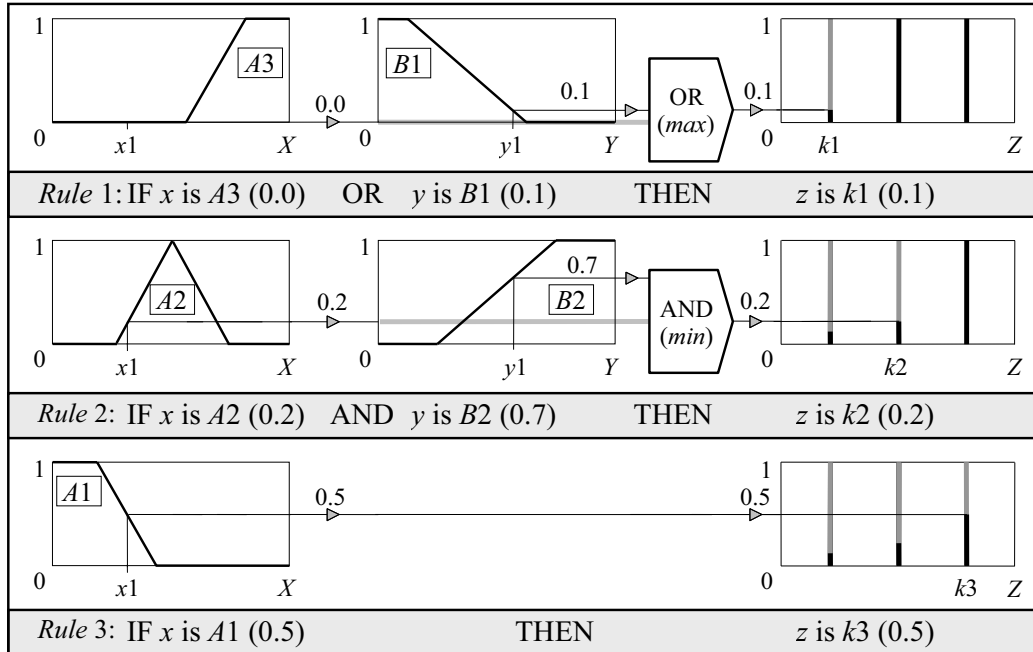 1 A3 0.0 1 B1 0.1 OR (max) 0.1 1
0 x1 X 0 y1 Y 0 k1 Z
Rule 1: IF x is A3 (0.0) OR y is B1 (0.1) THEN z is k1 (0.1)
1 A2 0.2 1 0.7 B2 AND (min) 0.2 1
0 x1 X 0 y1 Y 0 k2 Z
Rule 2: IF x is A2 (0.2) AND y is B2 (0.7) THEN z is k2 (0.2)
1 A1 0.5 0.5 1
0 x1 X 0 k3 Z
Rule 3: IF x is A1 (0.5) THEN z is k3 (0.5)